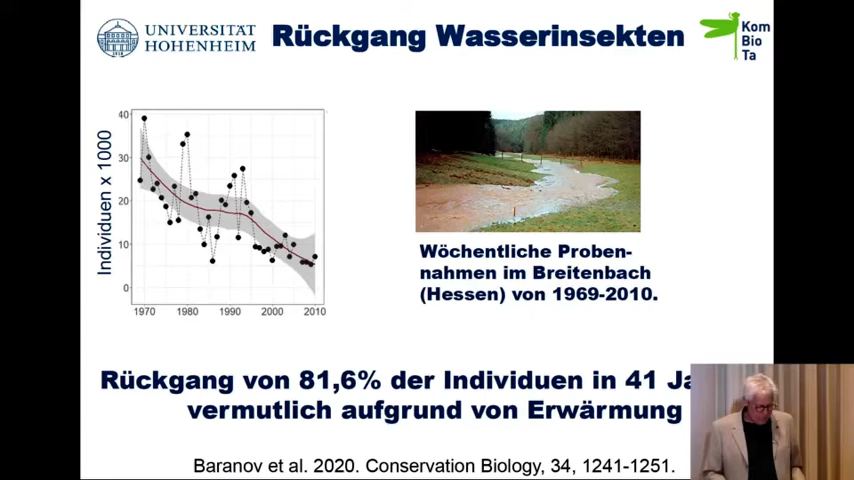 UNIVERSITÄT
HOHENHEIM
Rückgang Wasserinsekten
Kom
Bio
Ta
Individuen x 1000
40
30
20
10
0
1970 1980 1990 2000 2010
Wöchentliche Proben-
nahmen im Breitenbach
(Hessen) von 1969-2010.
Rückgang von 81,6% der Individuen in 41
vermutlich aufgrund von Erwärmung
Baranov et al. 2020. Conservation Biology, 34, 1241-1251.